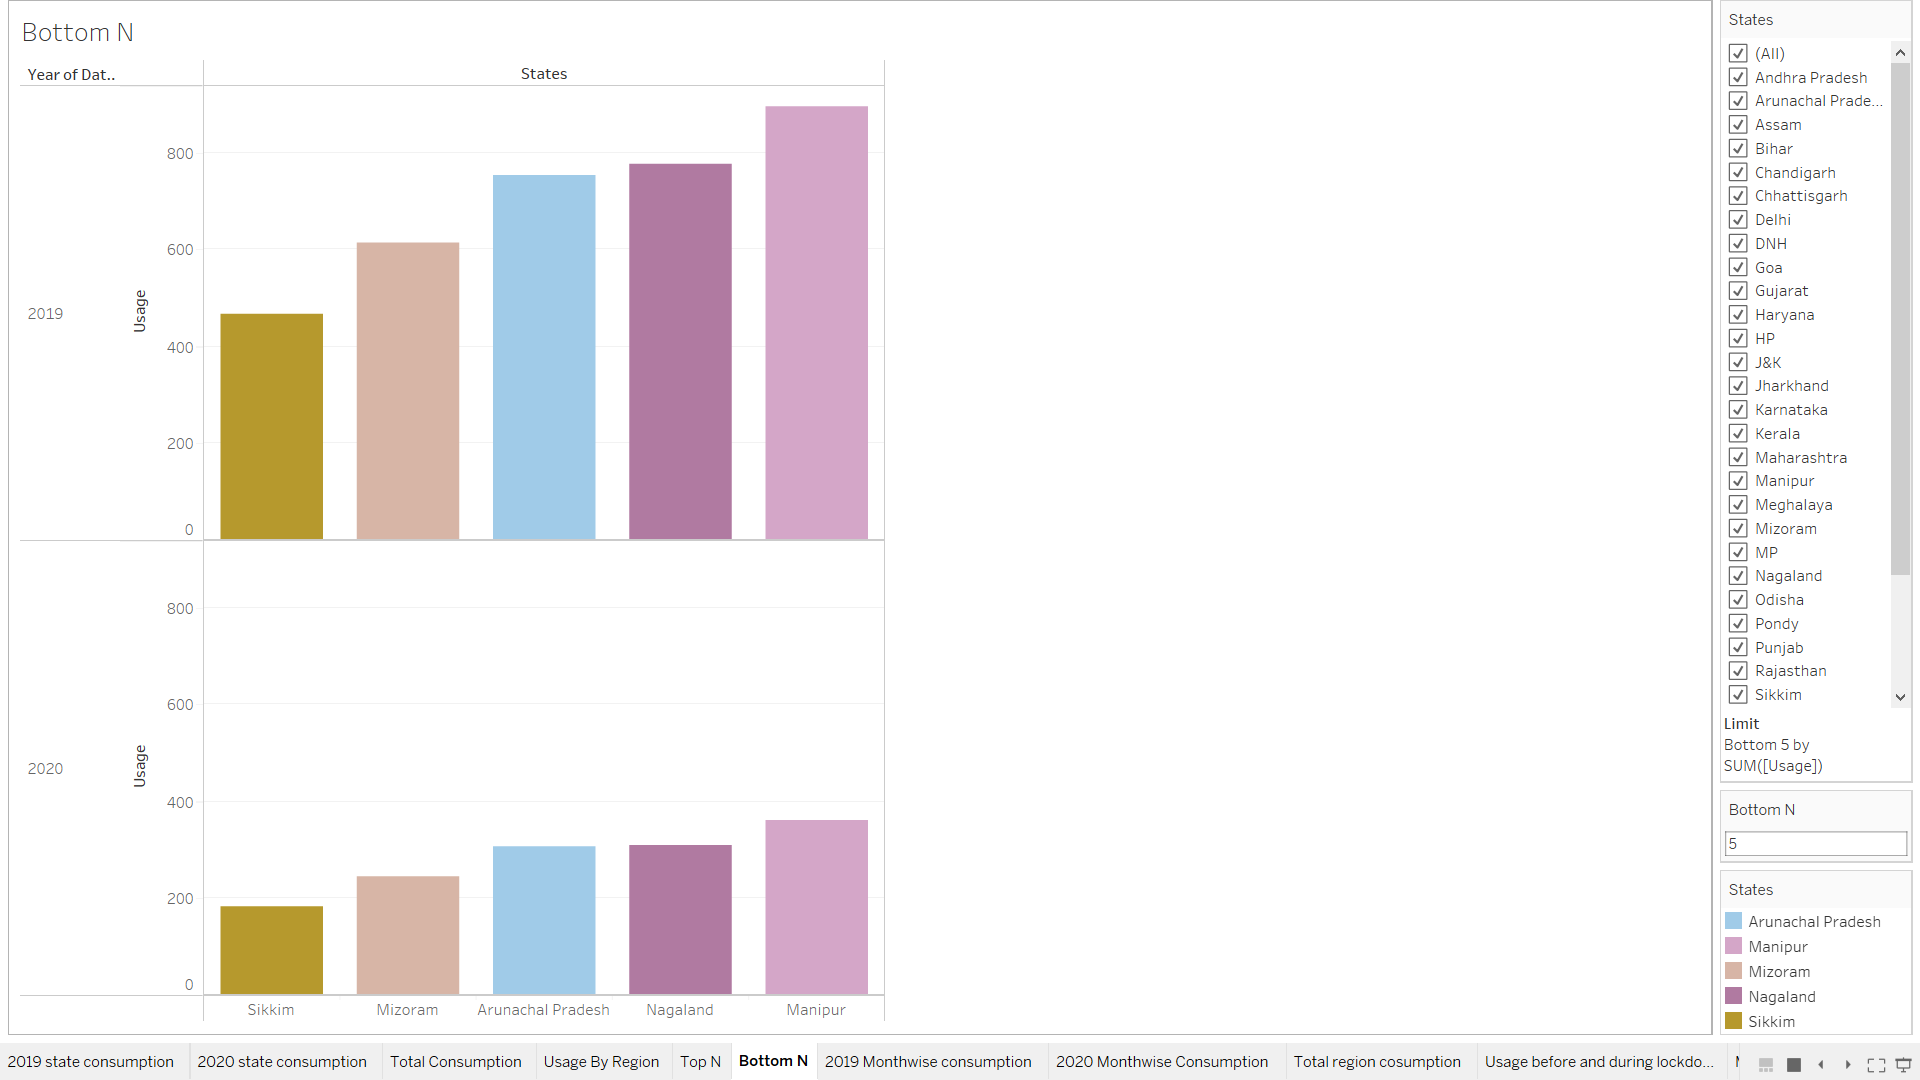 Bottom N
Year of Dat..
States
800
600
400
200
0
2019
Usage
800
600
400
200
0
2020
Usage
Sikkim
Mizoram
Arunachal Pradesh
Nagaland
Manipur
States
(All)
Andhra Pradesh
Arunachal Prade...
Assam
Bihar
Chandigarh
Chhattisgarh
Delhi
DNH
Goa
Gujarat
Haryana
HP
J&K
Jharkhand
Karnataka
Kerala
Maharashtra
Manipur
Meghalaya
Mizoram
MP
Nagaland
Odisha
Pondy
Punjab
Rajasthan
Sikkim
Limit
Bottom 5 by
SUM([Usage])
Bottom N
5
States
Arunachal Pradesh
Manipur
Mizoram
Nagaland
Sikkim
2019 state consumption
2020 state consumption
Total Consumption
Usage By Region
Top N
Bottom N
2019 Monthwise consumption
2020 Monthwise Consumption
Total region cosumption
Usage before and during lockdo...